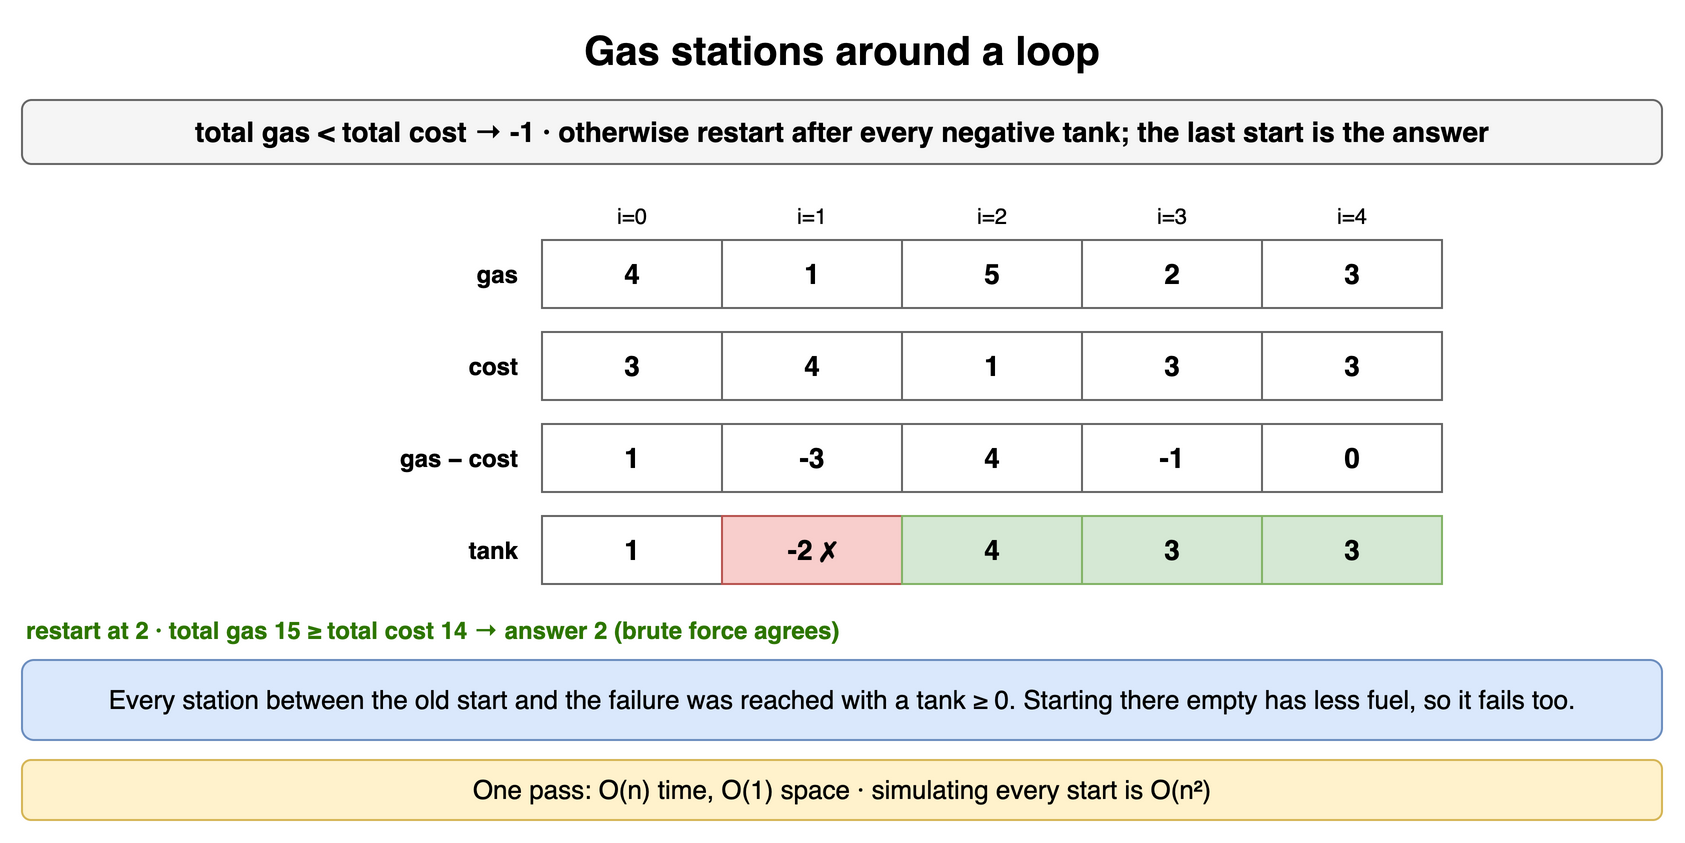 Gas stations around a loop
total gas < total cost → -1 · otherwise restart after every negative tank; the last start is the answer
i=0 i=1 i=2 i=3 i=4
gas 4 1 5 2 3
cost 3 4 1 3 3
gas – cost 1 -3 4 -1 0
tank 1 -2 ✗ 4 3 3
restart at 2 · total gas 15 ≥ total cost 14 → answer 2 (brute force agrees)
Every station between the old start and the failure was reached with a tank ≥ 0. Starting there empty has less fuel, so it fails too.
One pass: O(n) time, O(1) space · simulating every start is O(n²)